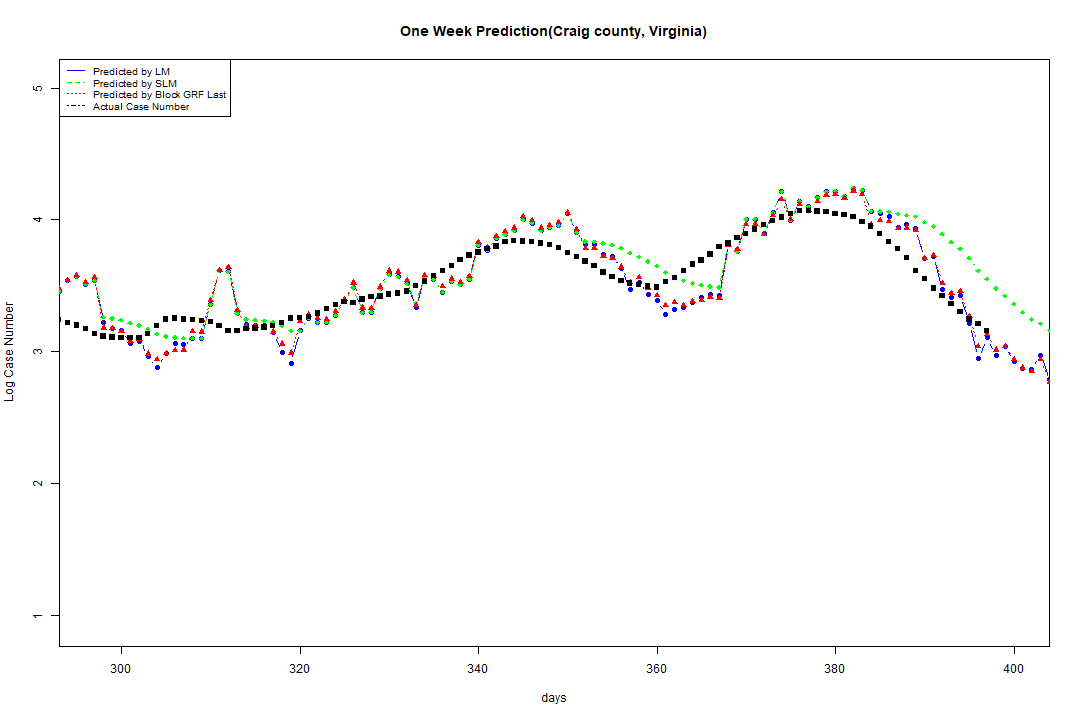 One Week Prediction(Craig county, Virginia)
Predicted by LM
Predicted by SLM
Predicted by Block GRF Last
Actual Case Number
5
4
3
2
1
Log Case Number
300 320 340 360 380 400
days